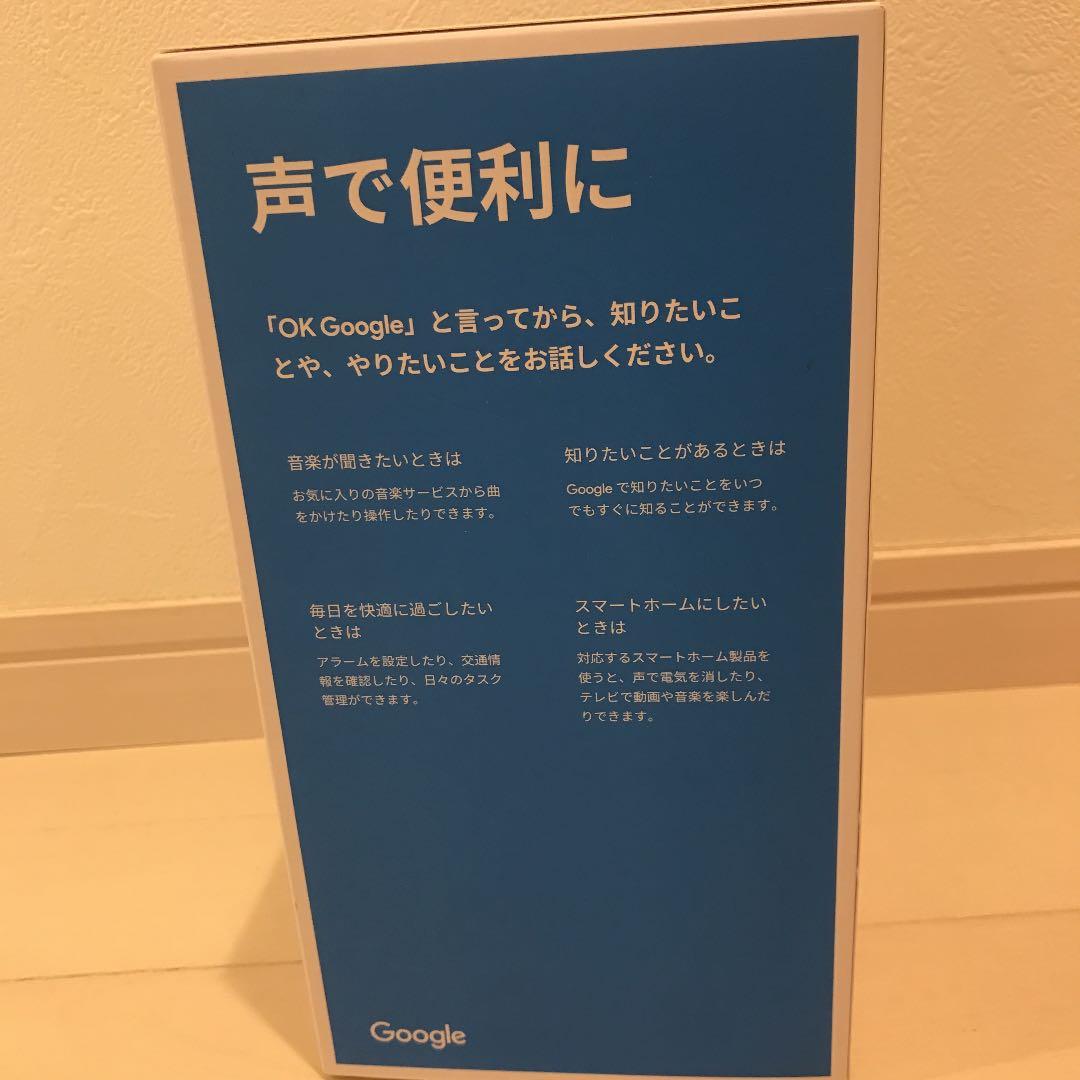 声で便利に
「OK Google」と言ってから、知りたいこ
とや、やりたいことをお話しください。
音楽が聞きたいときは
お気に入りの音楽サービスから曲
をかけたり操作したりできます。
知りたいことがあるときは
Google で知りたいことをいつ
でもすぐに知ることができます。
毎日を快適に過ごしたい
ときは
アラームを設定したり、交通情
報を確認したり、日々のタスク
管理ができます。
スマートホームにしたい
ときは
対応するスマートホーム製品を
使うと、声で電気を消したり、
テレビで動画や音楽を楽しんだ
りできます。
Google